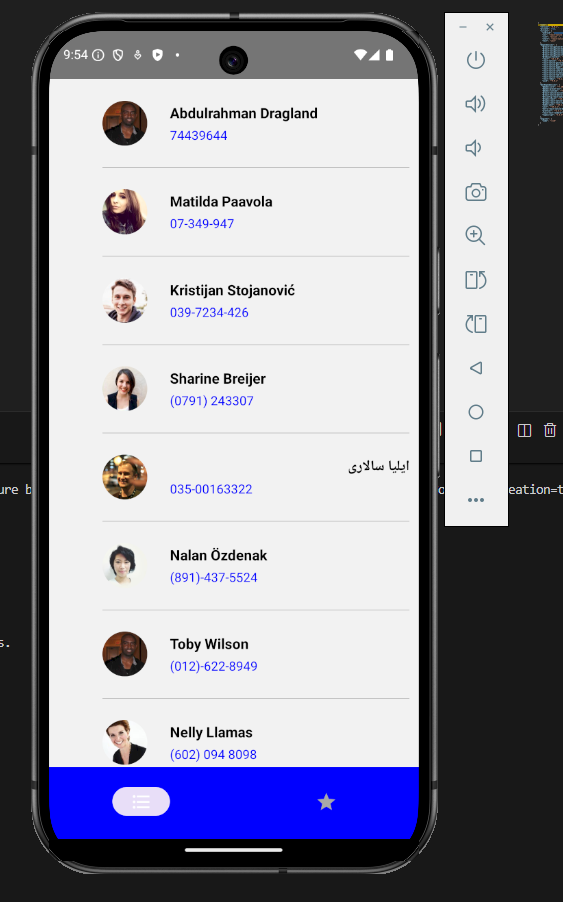 9:54
Abdulrahman Dragland
74439644
Matilda Paavola
07-349-947
Kristijan Stojanović
039-7234-426
Sharine Breijer
(0791) 243307
ایلیا سالاری
035-00163322
ure b
eation=t
Nalan Özdenak
(891)-437-5524
s.
Toby Wilson
(012)-622-8949
Nelly Llamas
(602) 094 8098